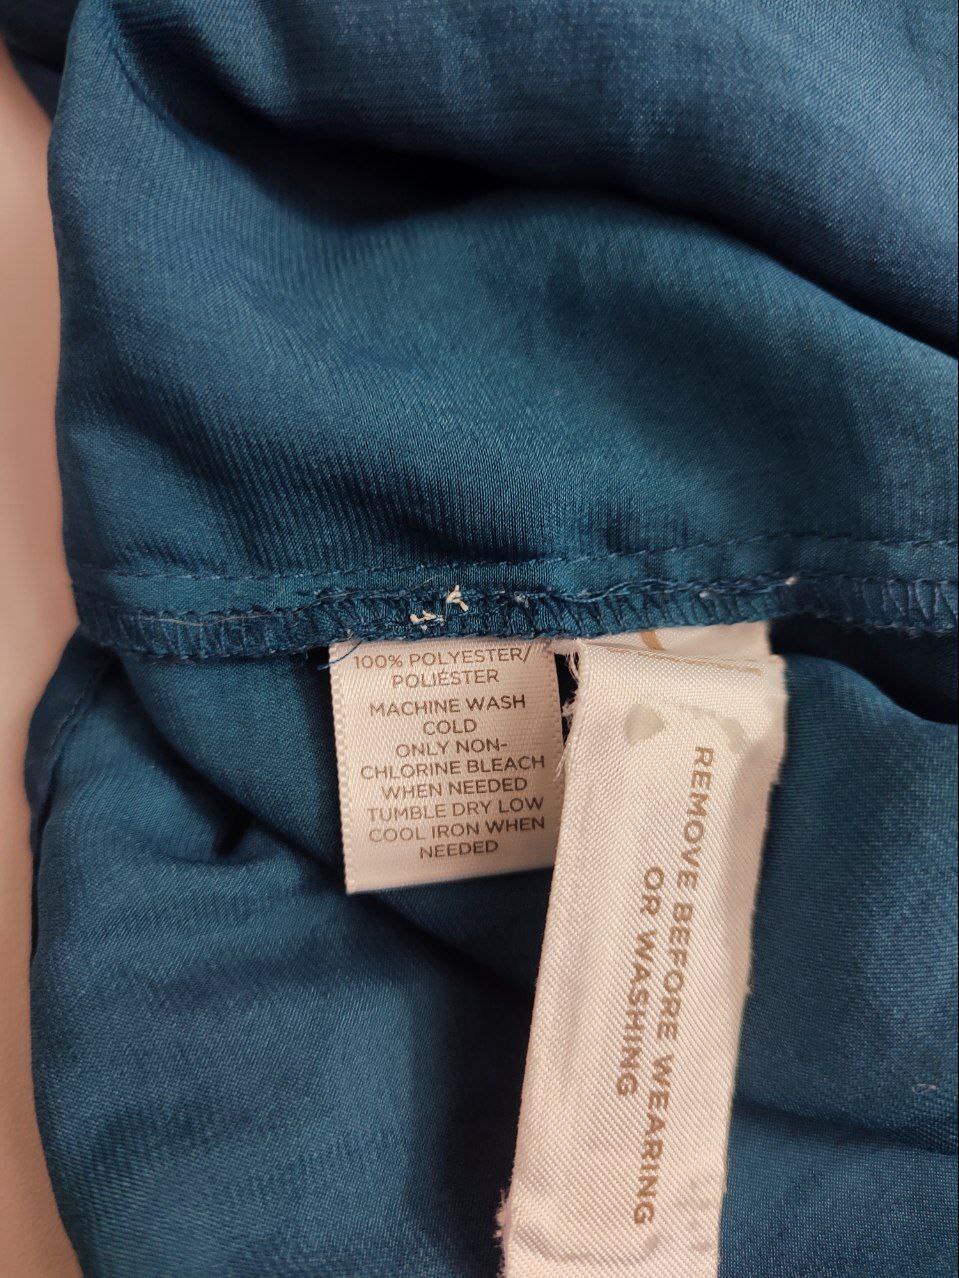 100% POLYESTER/
POLIÉSTER
MACHINE WASH
COLD
ONLY NON-
CHLORINE BLEACH
WHEN NEEDED
TUMBLE DRY LOW
COOL IRON WHEN
NEEDED
REMOVE BEFORE WEARING
OR WASHING